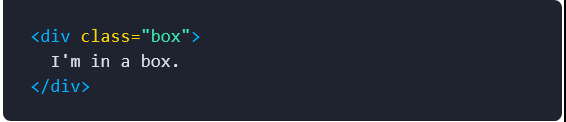 <div class="box">
  I'm in a box.
</div>